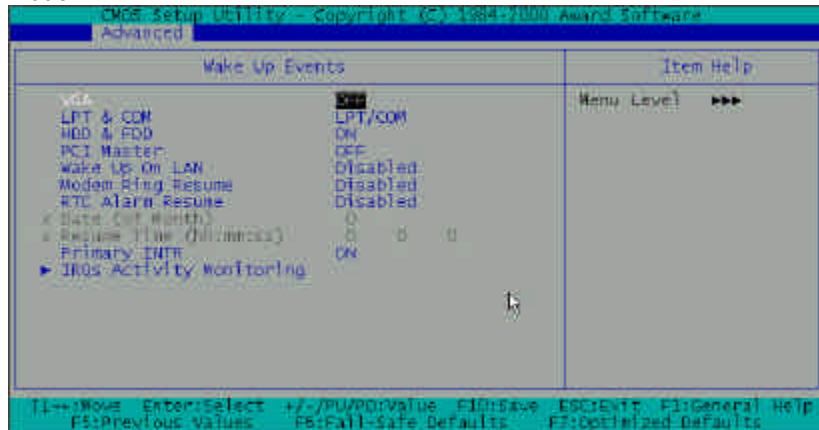 CMOS Setup Utility - Copyright (C) 1984-2000 Award Software
Advanced
Wake Up Events
Item Help
VGA OFF
Menu Level ►►►
LPT & COM LPT/COM
HDD & FDD ON
PCI Master OFF
Wake Up On LAN Disabled
Modem Ring Resume Disabled
RTC Alarm Resume Disabled
x Date (of Month) 0
x Resume Time (hh:mm:ss) 0 0 0
Primary INTR ON
► IRQs Activity Monitoring
↑↓→←:Move Enter:Select +/-/PU/PD:Value F10:Save ESC:Exit F1:General Help
F5:Previous Values F6:Fail-Safe Defaults F7:Optimized Defaults